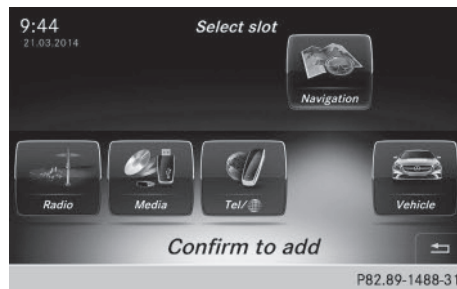 9:44
Select slot
21.03.2014
Navigation
Radio
Media
Tel/
Vehicle
Confirm to add
P82.89-1488-31